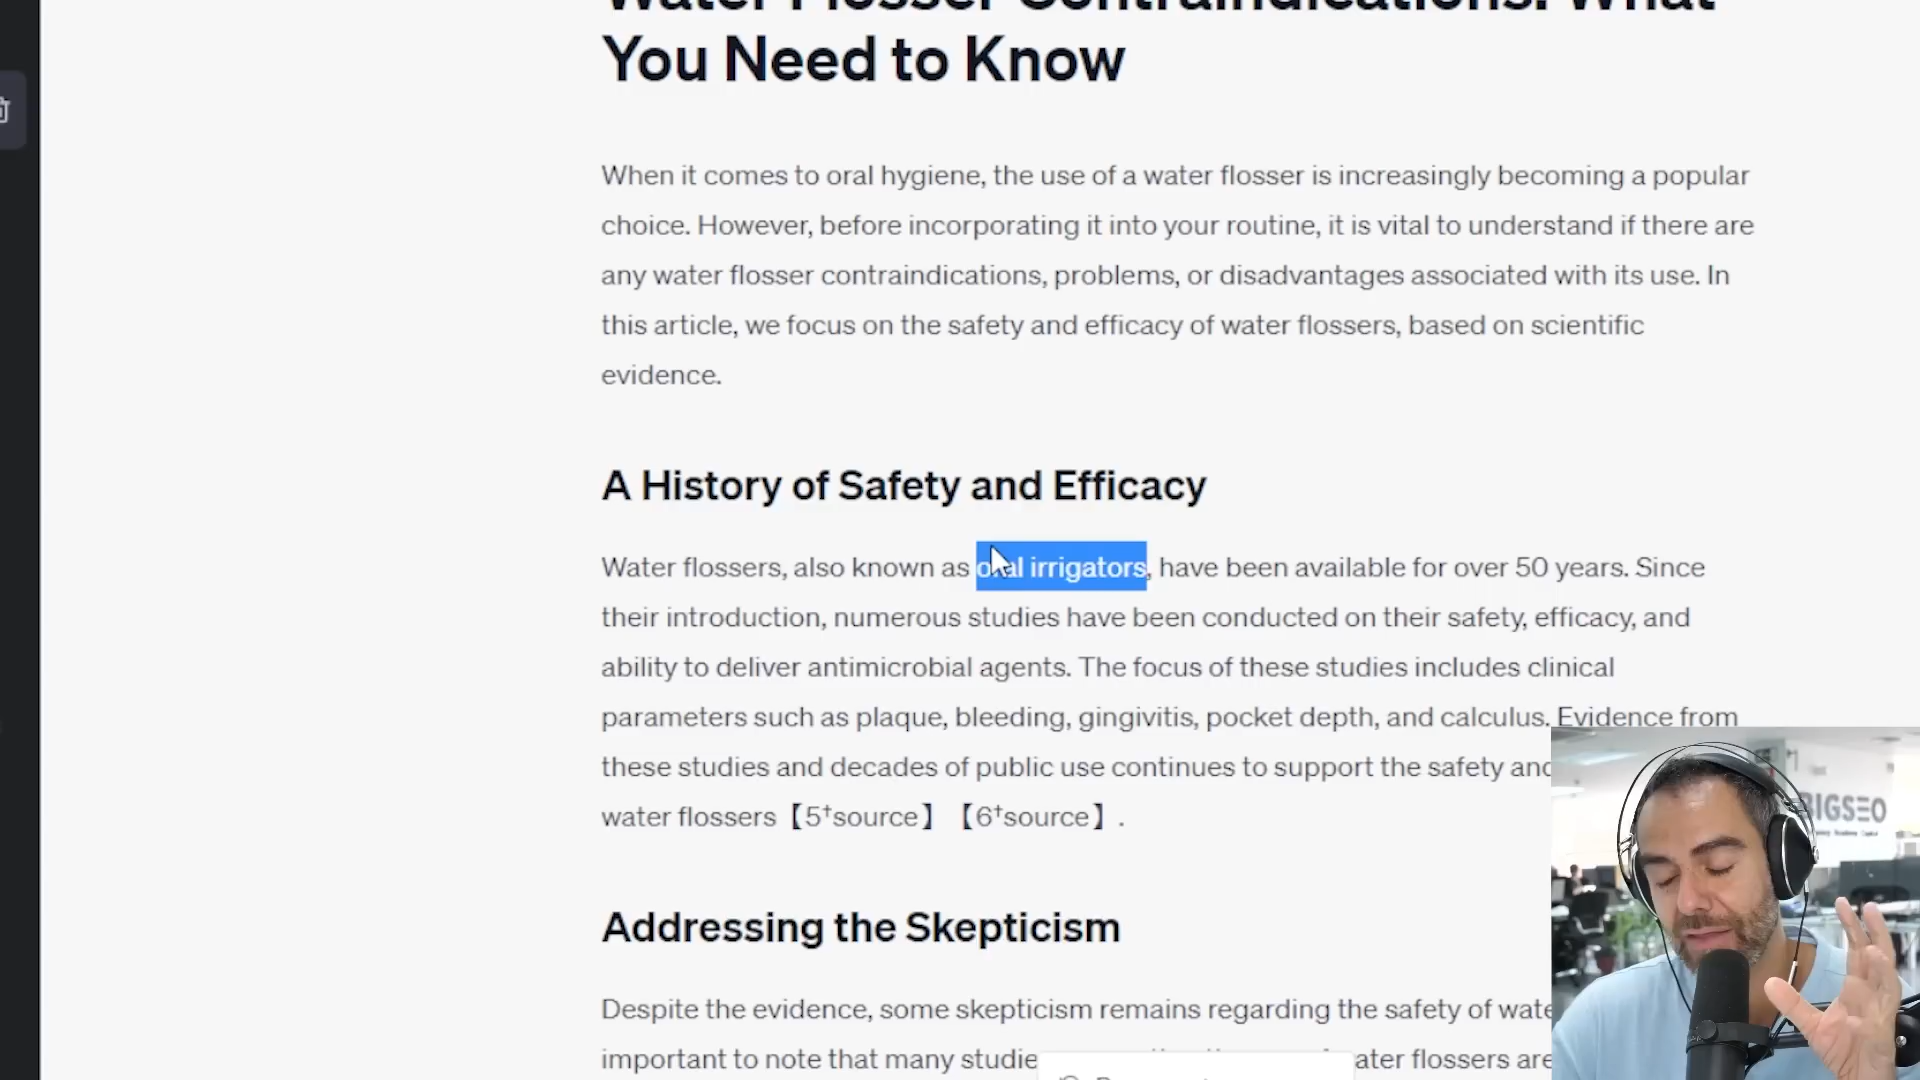 Water Flosser Contraindications: What
You Need to Know
When it comes to oral hygiene, the use of a water flosser is increasingly becoming a popular
choice. However, before incorporating it into your routine, it is vital to understand if there are
any water flosser contraindications, problems, or disadvantages associated with its use. In
this article, we focus on the safety and efficacy of water flossers, based on scientific
evidence.
A History of Safety and Efficacy
Water flossers, also known as oral irrigators, have been available for over 50 years. Since
their introduction, numerous studies have been conducted on their safety, efficacy, and
ability to deliver antimicrobial agents. The focus of these studies includes clinical
parameters such as plaque, bleeding, gingivitis, pocket depth, and calculus. Evidence from
these studies and decades of public use continues to support the safety and
water flossers【5†source】【6†source】.
BIGSEO
Addressing the Skepticism
Despite the evidence, some skepticism remains regarding the safety of
important to note that many flossers are